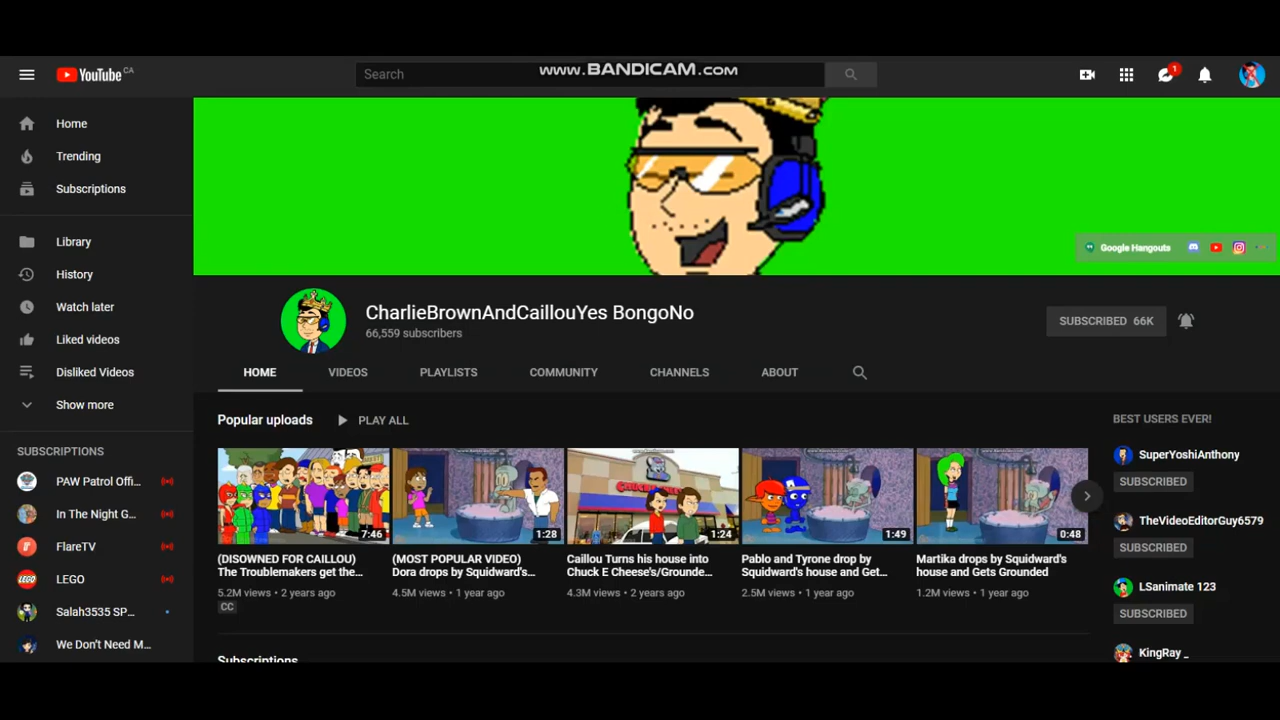 www.BANDICAM.com
YouTube CA
Search
1
Home
Trending
Subscriptions
Library
History
Watch later
Liked videos
Disliked Videos
Show more
SUBSCRIPTIONS
PAW Patrol Offi...
In The Night G...
FlareTV
LEGO
Salah3535 SP...
We Don't Need M...
Google Hangouts
CharlieBrownAndCaillouYes BongoNo
66,559 subscribers
SUBSCRIBED 66K
HOME VIDEOS PLAYLISTS COMMUNITY CHANNELS ABOUT
Popular uploads PLAY ALL
7:46
(DISOWNED FOR CAILLOU)
The Troublemakers get the...
5.2M views • 2 years ago
CC
1:28
(MOST POPULAR VIDEO)
Dora drops by Squidward's...
4.5M views • 1 year ago
1:24
Caillou Turns his house into
Chuck E Cheese's/Grounde...
4.3M views • 2 years ago
1:49
Pablo and Tyrone drop by
Squidward's house and Get...
2.5M views • 1 year ago
0:48
Martika drops by Squidward's
house and Gets Grounded
1.2M views • 1 year ago
Subscriptions
BEST USERS EVER!
SuperYoshiAnthony
SUBSCRIBED
TheVideoEditorGuy6579
SUBSCRIBED
LSanimate 123
SUBSCRIBED
KingRay _